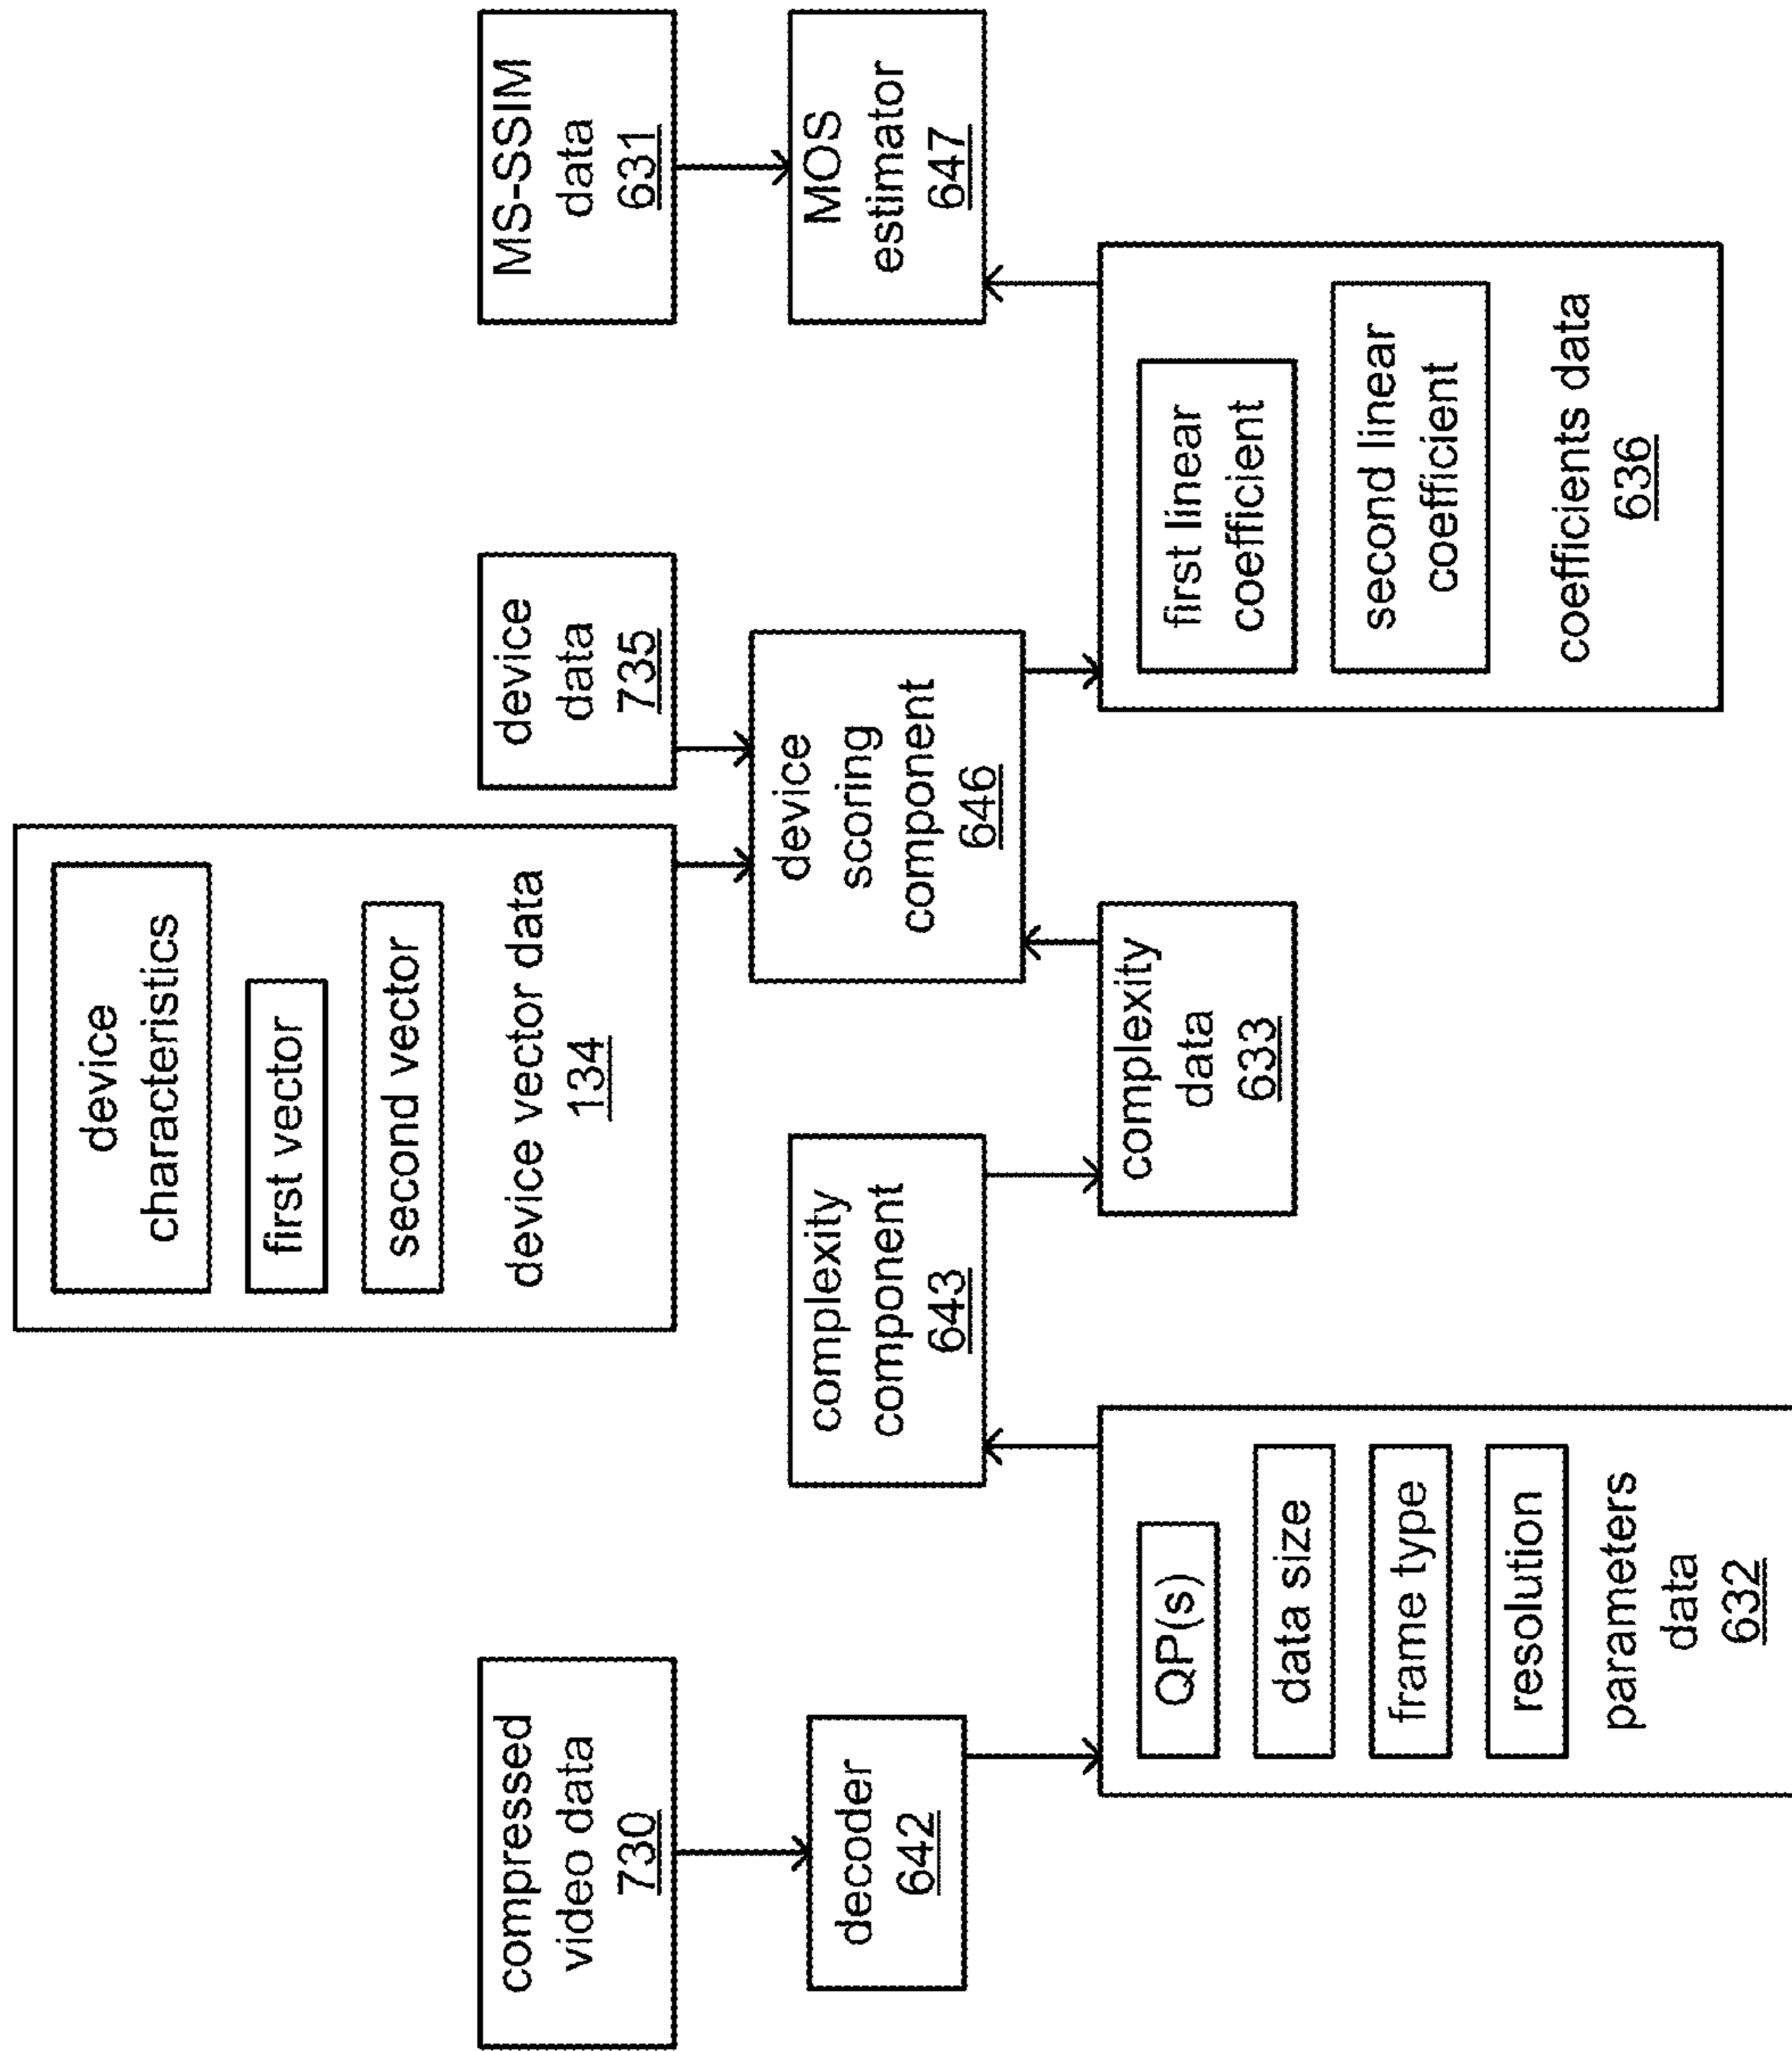 compressed
video data
730
decoder
642
QP(s)
data size
frame type
resolution
parameters
data
632
complexity
component
643
complexity
data
633
device
characteristics
first vector
second vector
device vector data
134
device
data
735
device
scoring
component
646
first linear
coefficient
second linear
coefficient
coefficients data
636
MS-SSIM
data
631
MOS
estimator
647